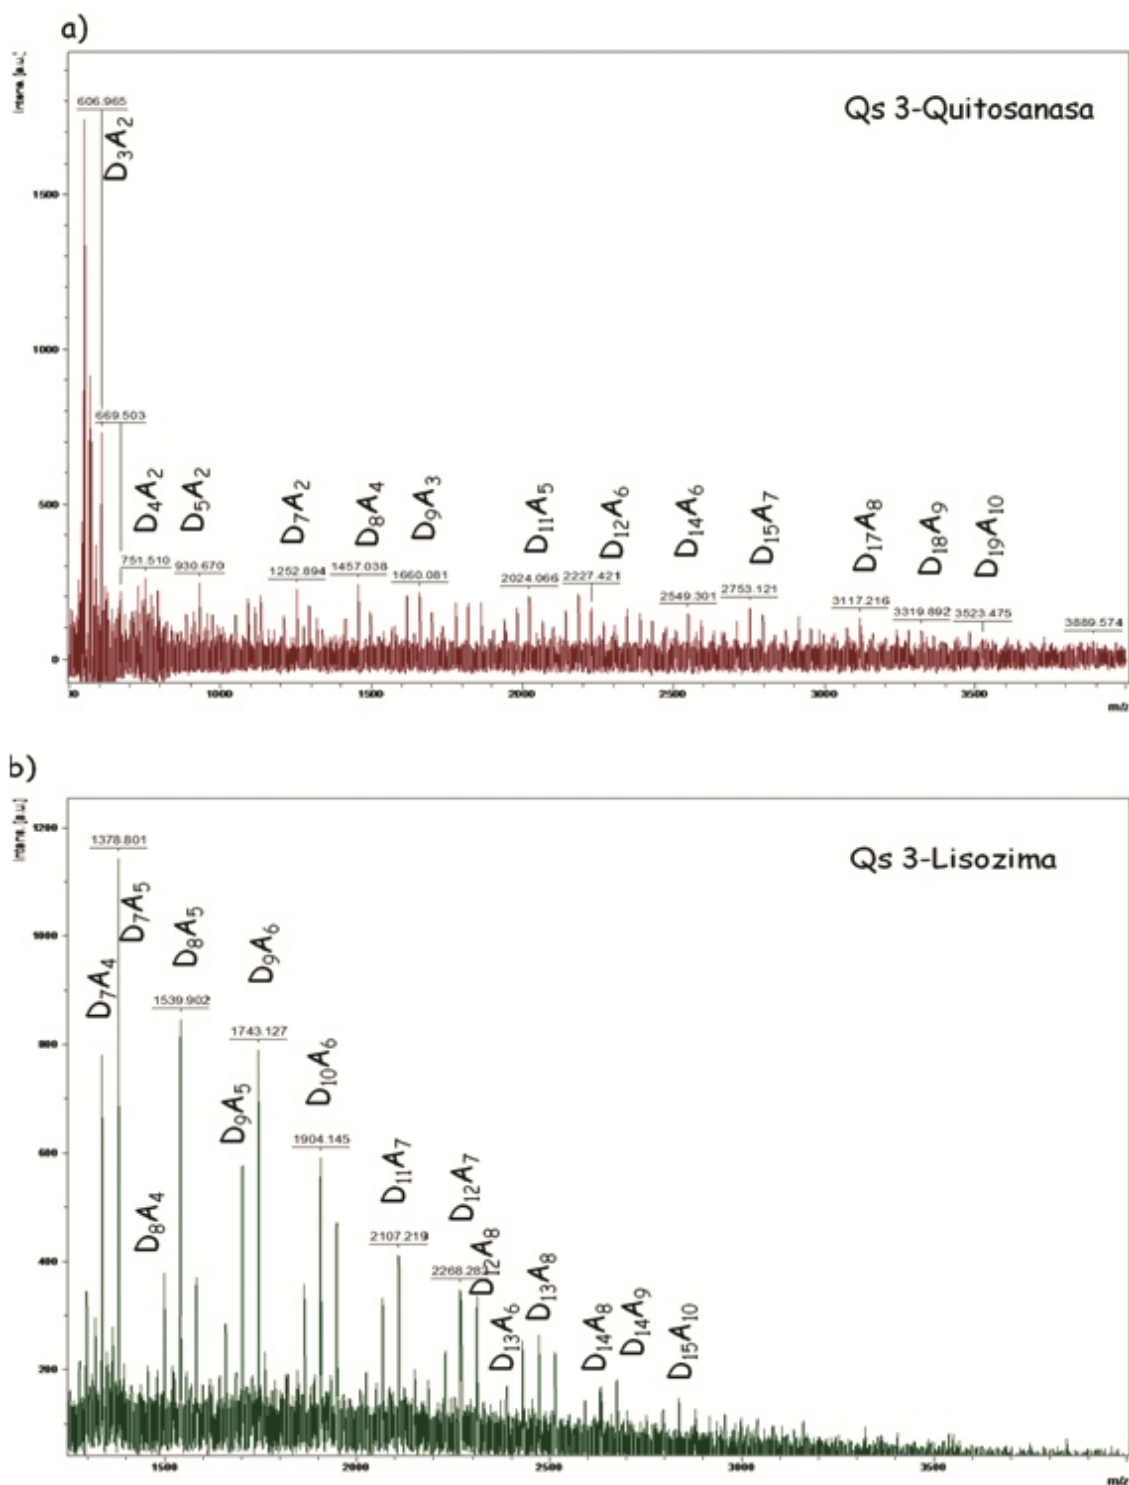 a)
Intens. [a.u.]
Qs 3-Quitosanasa
606.965
D3A2
1500
1000
669.503
500
D4A2
D5A2
D7A2
D8A4
D9A3
D11A5
D12A6
D14A6
D15A7
D17A8
D18A9
D19A10
751.510
930.670
1252.894
1457.038
1660.081
2024.066
2227.421
2549.301
2753.121
3117.216
3319.892
3523.475
3889.574
0
1000
1500
2000
2500
3000
3500
m/z
b)
Intens. [a.u.]
Qs 3-Lisozima
1200
1378.801
D7A5
1000
D7A4
D8A5
1539.902
D9A6
1743.127
800
D10A6
1904.145
D9A5
600
D11A7
2107.219
D12A7
D8A4
400
D12A8
D13A6
D13A8
D14A8
D14A9
D15A10
200
1500
2000
2500
3000
3500
m/z